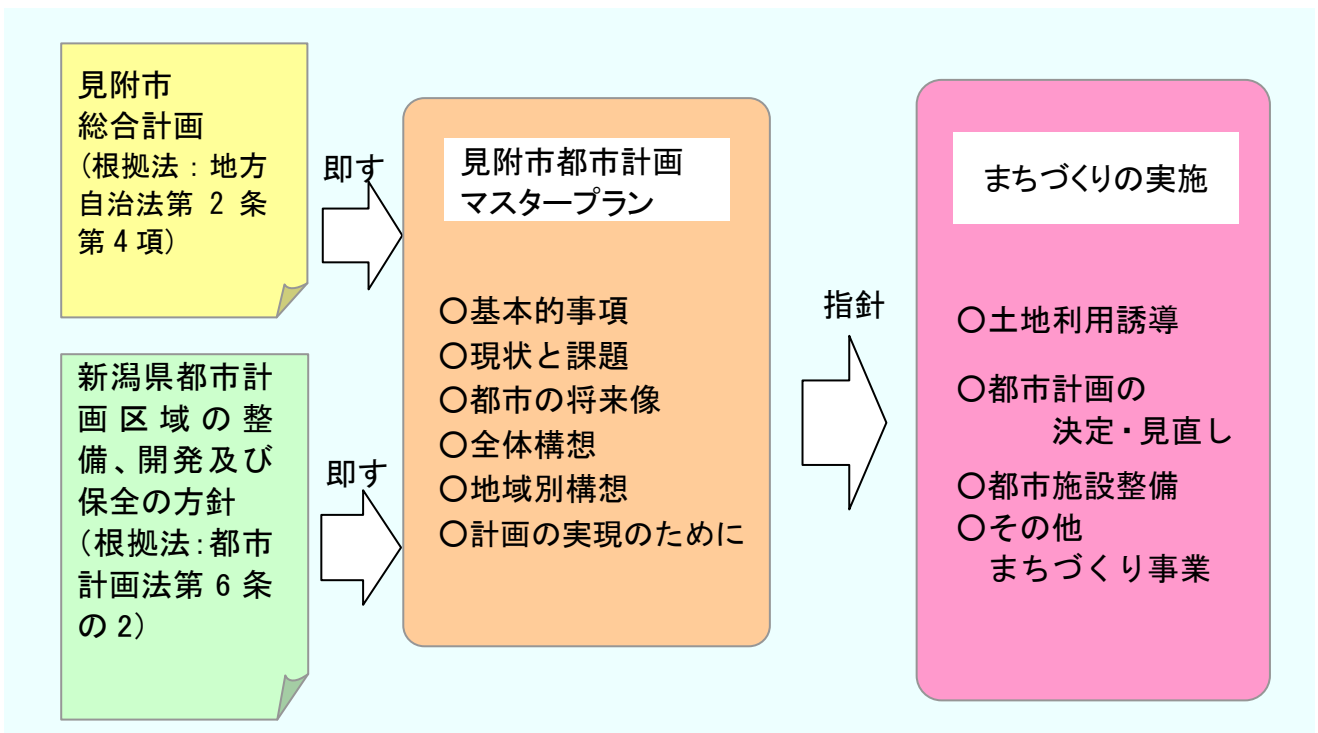 見附市
総合計画
(根拠法：地方
自治法第 2 条
第 4 項)
即す
新潟県都市計
画区域の整
備、開発及び
保全の方針
(根拠法：都市
計画法第 6 条
の 2)
即す
見附市都市計画
マスタープラン
○基本的事項
○現状と課題
○都市の将来像
○全体構想
○地域別構想
○計画の実現のために
指針
まちづくりの実施
○土地利用誘導
○都市計画の
決定・見直し
○都市施設整備
○その他
まちづくり事業